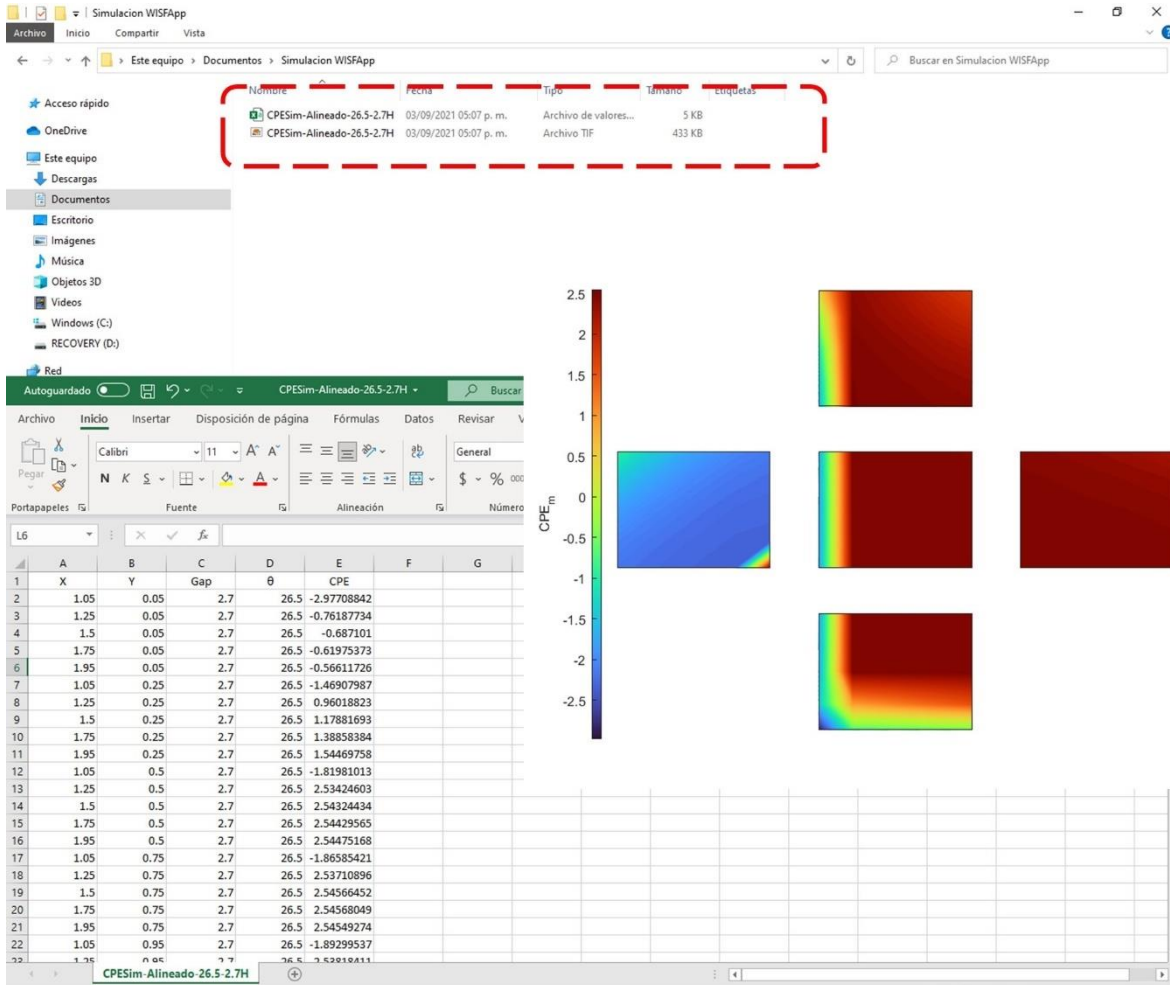 Simulacion WISFApp
Archivo Inicio Compartir Vista
Este equipo > Documentos > Simulacion WISFApp
Buscar en Simulacion WISFApp
Nombre Fecha Tipo Tamaño Etiquetas
CPESim-Alineado-26.5-2.7H 03/09/2021 05:07 p. m. Archivo de valores... 5 KB
CPESim-Alineado-26.5-2.7H 03/09/2021 05:07 p. m. Archivo TIF 433 KB
Acceso rápido
OneDrive
Este equipo
Descargas
Documentos
Escritorio
Imágenes
Música
Objetos 3D
Videos
Windows (C:)
RECOVERY (D:)
Red
2.5
2
1.5
1
0.5
0
-0.5
-1
-1.5
-2
-2.5
CPEm
Autoguardado CPESim-Alineado-26.5-2.7H Buscar
Archivo Inicio Insertar Disposición de página Fórmulas Datos Revisar V
Pegar Calibri 11 A^ A˅ ab General
N K S A $ % 000
Portapapeles Fuente Alineación Número
L6 fx
A B C D E F G
1 X Y Gap θ CPE
2 1.05 0.05 2.7 26.5 -2.97708842
3 1.25 0.05 2.7 26.5 -0.76187734
4 1.5 0.05 2.7 26.5 -0.687101
5 1.75 0.05 2.7 26.5 -0.61975373
6 1.95 0.05 2.7 26.5 -0.56611726
7 1.05 0.25 2.7 26.5 -1.46907987
8 1.25 0.25 2.7 26.5 0.96018823
9 1.5 0.25 2.7 26.5 1.17881693
10 1.75 0.25 2.7 26.5 1.38858384
11 1.95 0.25 2.7 26.5 1.54469758
12 1.05 0.5 2.7 26.5 -1.81981013
13 1.25 0.5 2.7 26.5 2.53424603
14 1.5 0.5 2.7 26.5 2.54324434
15 1.75 0.5 2.7 26.5 2.54429565
16 1.95 0.5 2.7 26.5 2.54475168
17 1.05 0.75 2.7 26.5 -1.86585421
18 1.25 0.75 2.7 26.5 2.53710896
19 1.5 0.75 2.7 26.5 2.54566452
20 1.75 0.75 2.7 26.5 2.54568049
21 1.95 0.75 2.7 26.5 2.54549274
22 1.05 0.95 2.7 26.5 -1.89299537
23 1.25 0.95 2.7 26.5 2.53818411
CPESim-Alineado-26.5-2.7H